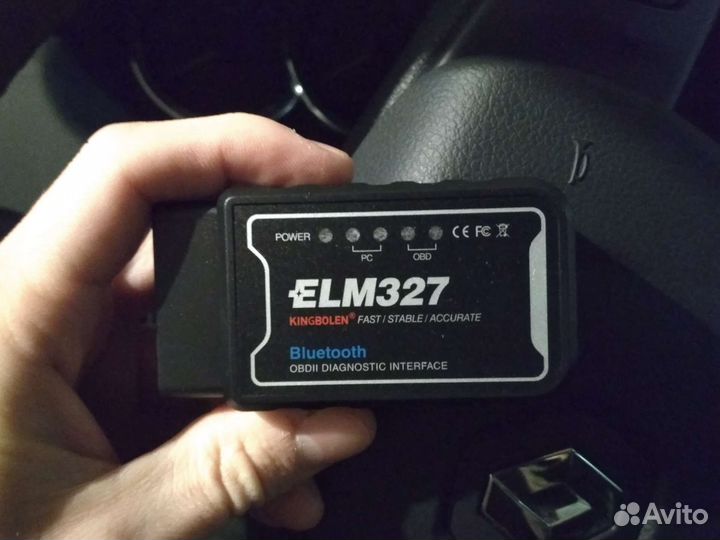 POWER CE FC
PC OBD
ELM327
KINGBOLEN® FAST / STABLE / ACCURATE
Bluetooth
OBDII DIAGNOSTIC INTERFACE
Avito